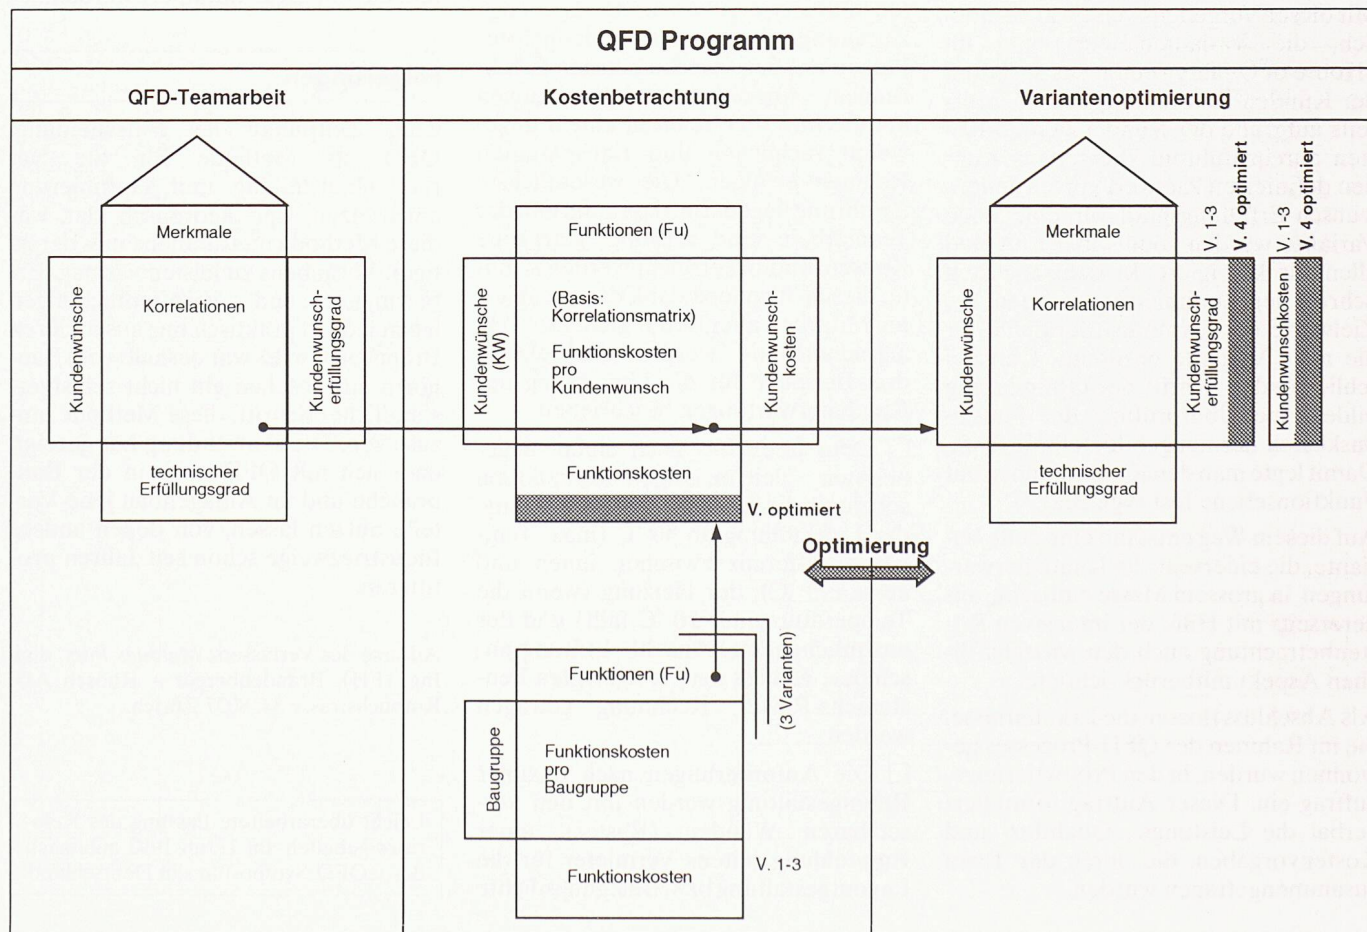 QFD Programm
QFD-Teamarbeit
Kostenbetrachtung
Variantenoptimierung
Merkmale
Kundenwünsche
Korrelationen
Kundenwunsch-
erfüllungsgrad
technischer
Erfüllungsgrad
Funktionen (Fu)
Kundenwünsche
(KW)
(Basis:
Korrelationsmatrix)
Funktionskosten
pro
Kundenwunsch
Kundenwunsch-
kosten
Funktionskosten
V. optimiert
Optimierung
Funktionen (Fu)
(3 Varianten)
Baugruppe
Funktionskosten
pro
Baugruppe
V. 1-3
Funktionskosten
Merkmale
Kundenwünsche
Korrelationen
Kundenwunsch-
erfüllungsgrad
V. 1-3
V. 4 optimiert
Kundenwunschkosten
V. 1-3
V. 4 optimiert
technischer
Erfüllungsgrad